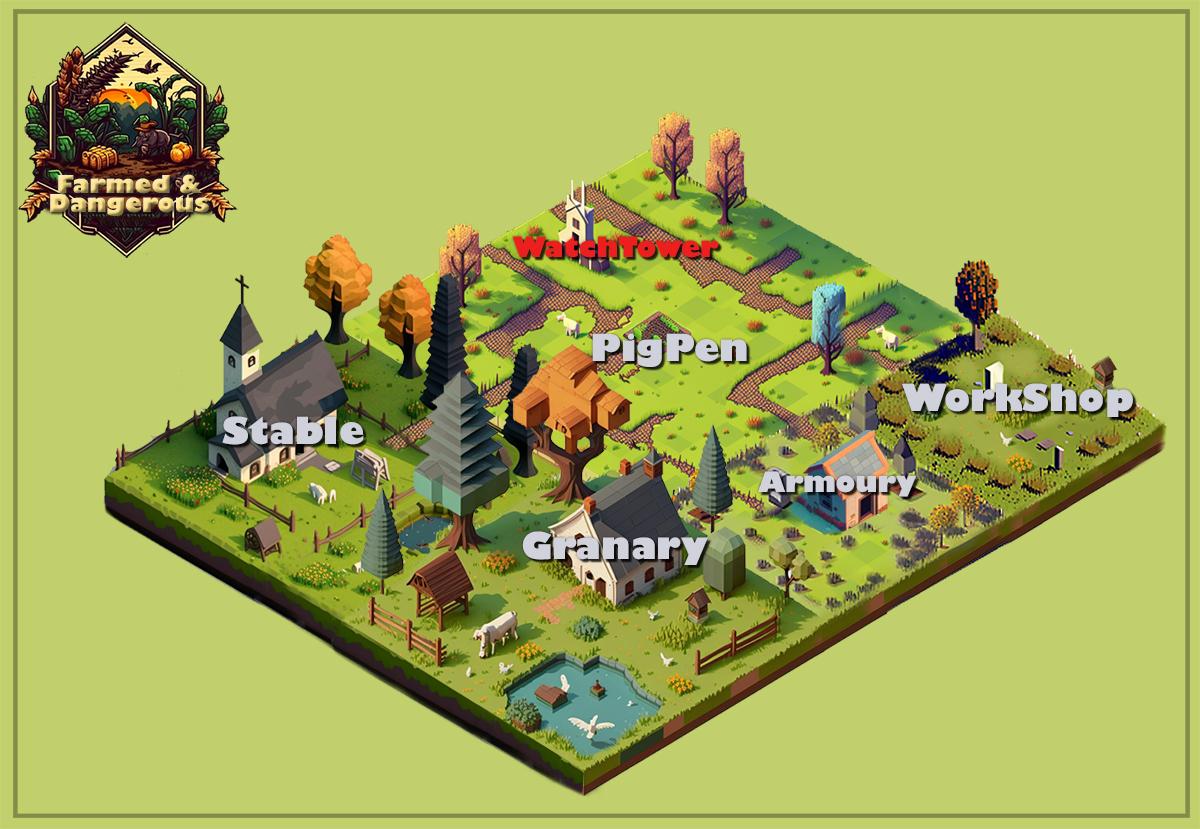 Farmed &
Dangerous
WatchTower
PigPen
WorkShop
Stable
Armoury
Granary